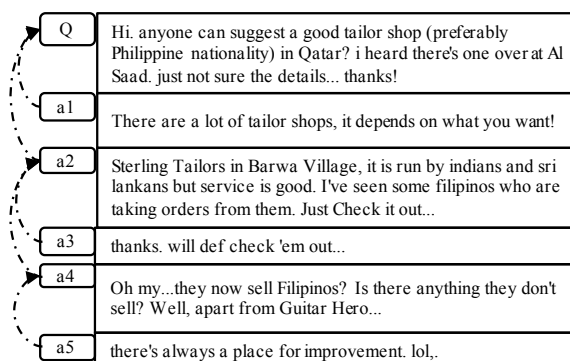 Q
Hi. anyone can suggest a good tailor shop (preferably
Philippine nationality) in Qatar? i heard there's one over at Al
Saad. just not sure the details... thanks!
a1
There are a lot of tailor shops, it depends on what you want!
a2
Sterling Tailors in Barwa Village, it is run by indians and sri
lankans but service is good. I've seen some filipinos who are
taking orders from them. Just Check it out...
a3
thanks. will def check 'em out...
a4
Oh my...they now sell Filipinos? Is there anything they don't
sell? Well, apart from Guitar Hero...
a5
there's always a place for improvement. lol,.